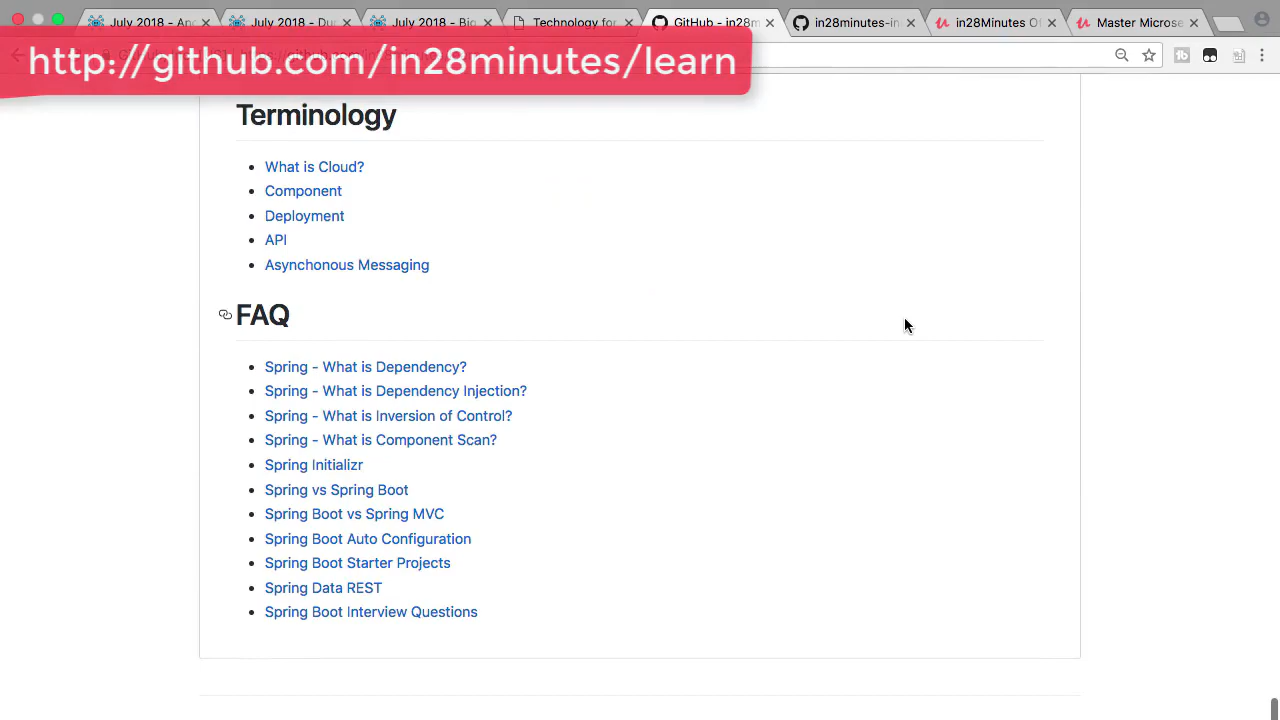 July 2018 - An
July 2018 - Du
July 2018 - Big
Technology for
GitHub - in28m
in28minutes-in
in28Minutes Of
Master Microse
http://github.com/in28minutes/learn
Terminology
What is Cloud?
Component
Deployment
API
Asynchonous Messaging
FAQ
Spring - What is Dependency?
Spring - What is Dependency Injection?
Spring - What is Inversion of Control?
Spring - What is Component Scan?
Spring Initializr
Spring vs Spring Boot
Spring Boot vs Spring MVC
Spring Boot Auto Configuration
Spring Boot Starter Projects
Spring Data REST
Spring Boot Interview Questions